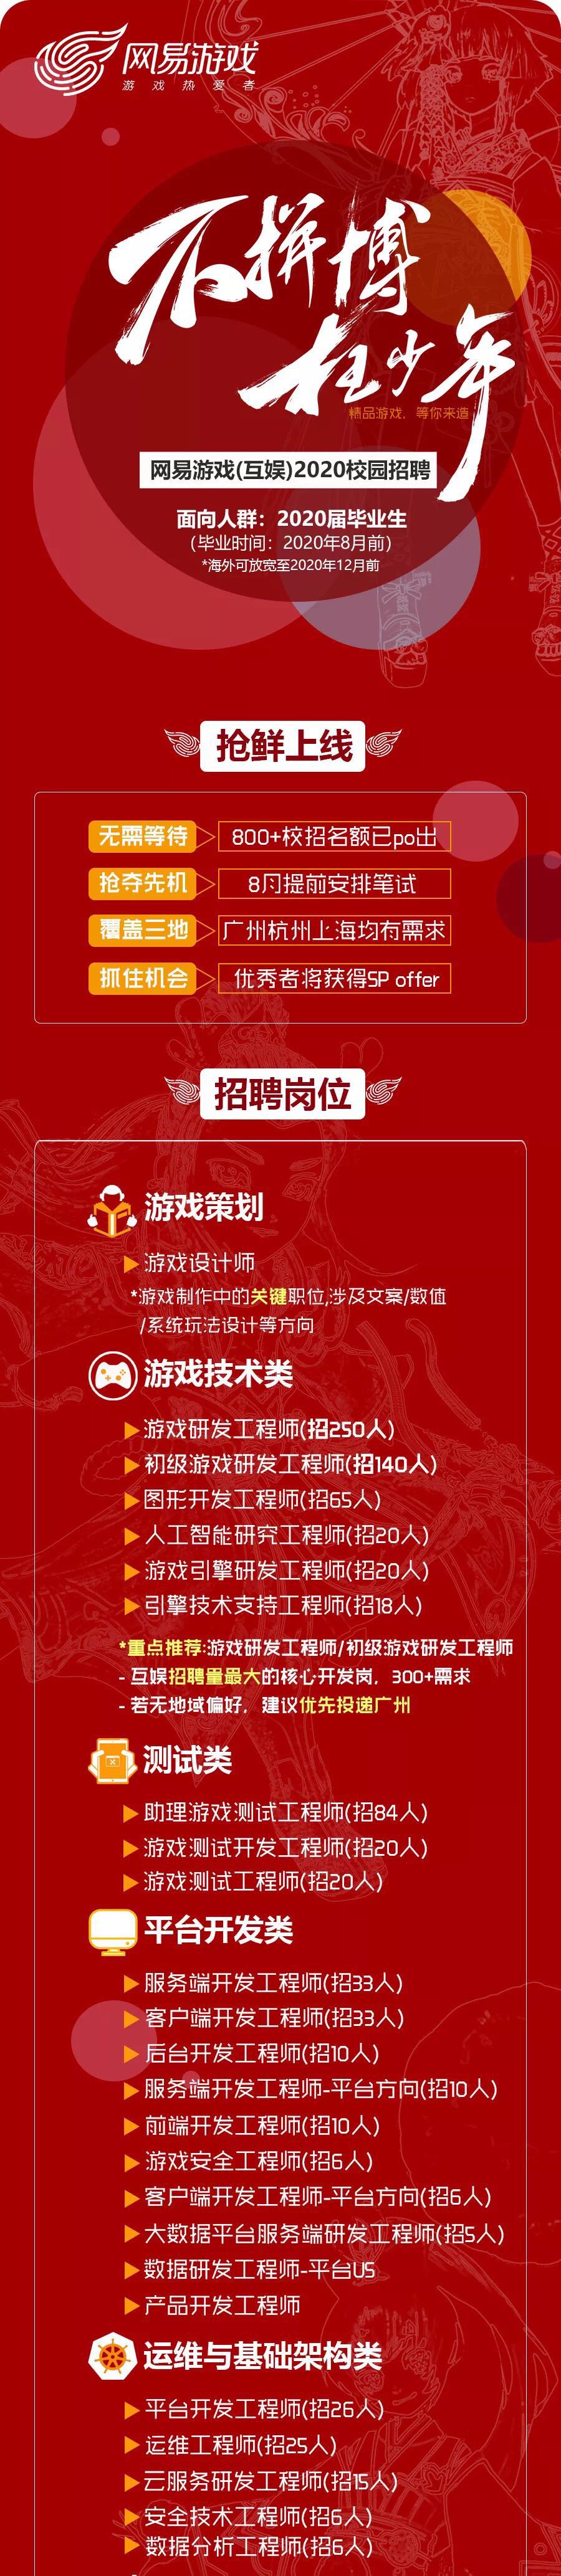 网易游戏
游戏热爱者
不拼博
枉少年
精品游戏，等你来造
网易游戏(互娱)2020校园招聘
面向人群：2020届毕业生
（毕业时间：2020年8月前）
*海外可放宽至2020年12月前
抢鲜上线
无需等待 800+校招名额已po出
抢夺先机 8月提前安排笔试
覆盖三地 广州杭州上海均有需求
抓住机会 优秀者将获得SP offer
招聘岗位
游戏策划
游戏设计师
*游戏制作中的关键职位,涉及文案/数值
/系统玩法设计等方向
游戏技术类
游戏研发工程师(招250人)
初级游戏研发工程师(招140人)
图形开发工程师(招65人)
人工智能研究工程师(招20人)
游戏引擎研发工程师(招20人)
引擎技术支持工程师(招18人)
*重点推荐:游戏研发工程师/初级游戏研发工程师
- 互娱招聘量最大的核心开发岗，300+需求
- 若无地域偏好，建议优先投递广州
测试类
助理游戏测试工程师(招84人)
游戏测试开发工程师(招20人)
游戏测试工程师(招20人)
平台开发类
服务端开发工程师(招33人)
客户端开发工程师(招33人)
后台开发工程师(招10人)
服务端开发工程师-平台方向(招10人)
前端开发工程师(招10人)
游戏安全工程师(招6人)
客户端开发工程师-平台方向(招6人)
大数据平台服务端研发工程师(招5人)
数据研发工程师-平台US
产品开发工程师
运维与基础架构类
平台开发工程师(招26人)
运维工程师(招25人)
云服务研发工程师(招15人)
安全技术工程师(招6人)
数据分析工程师(招6人)